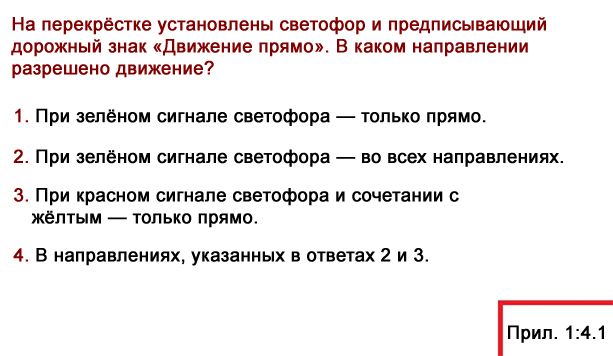 На перекрёстке установлены светофор и предписывающий
дорожный знак «Движение прямо». В каком направлении
разрешено движение?
1. При зелёном сигнале светофора — только прямо.
2. При зелёном сигнале светофора — во всех направлениях.
3. При красном сигнале светофора и сочетании с
жёлтым — только прямо.
4. В направлениях, указанных в ответах 2 и 3.
Прил. 1:4.1